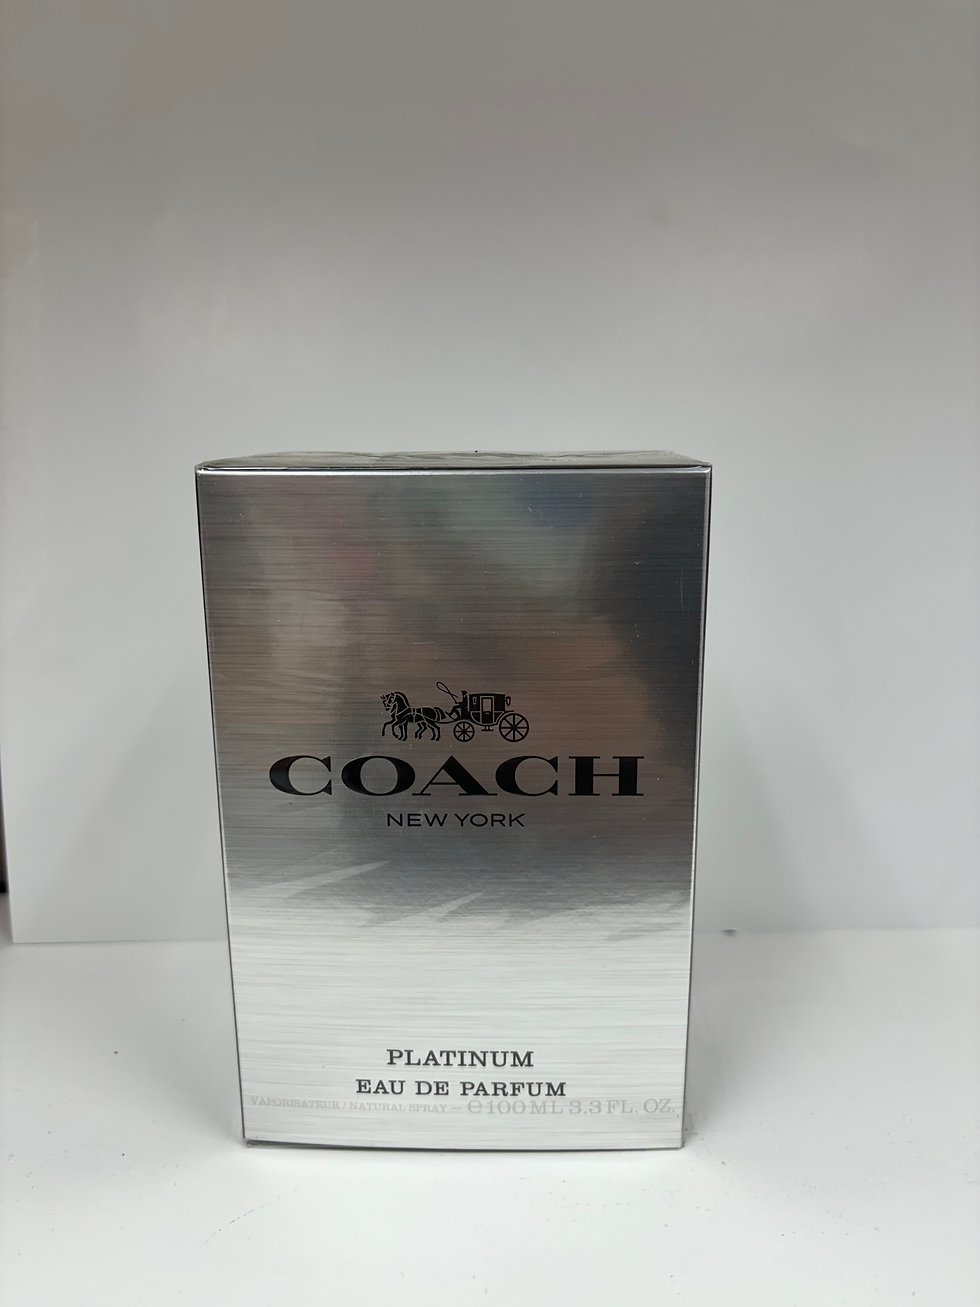 COACH
NEW YORK
PLATINUM
EAU DE PARFUM
VAPORISATEUR / NATURAL SPRAY – ℮ 100 ML 3.3 FL. OZ.